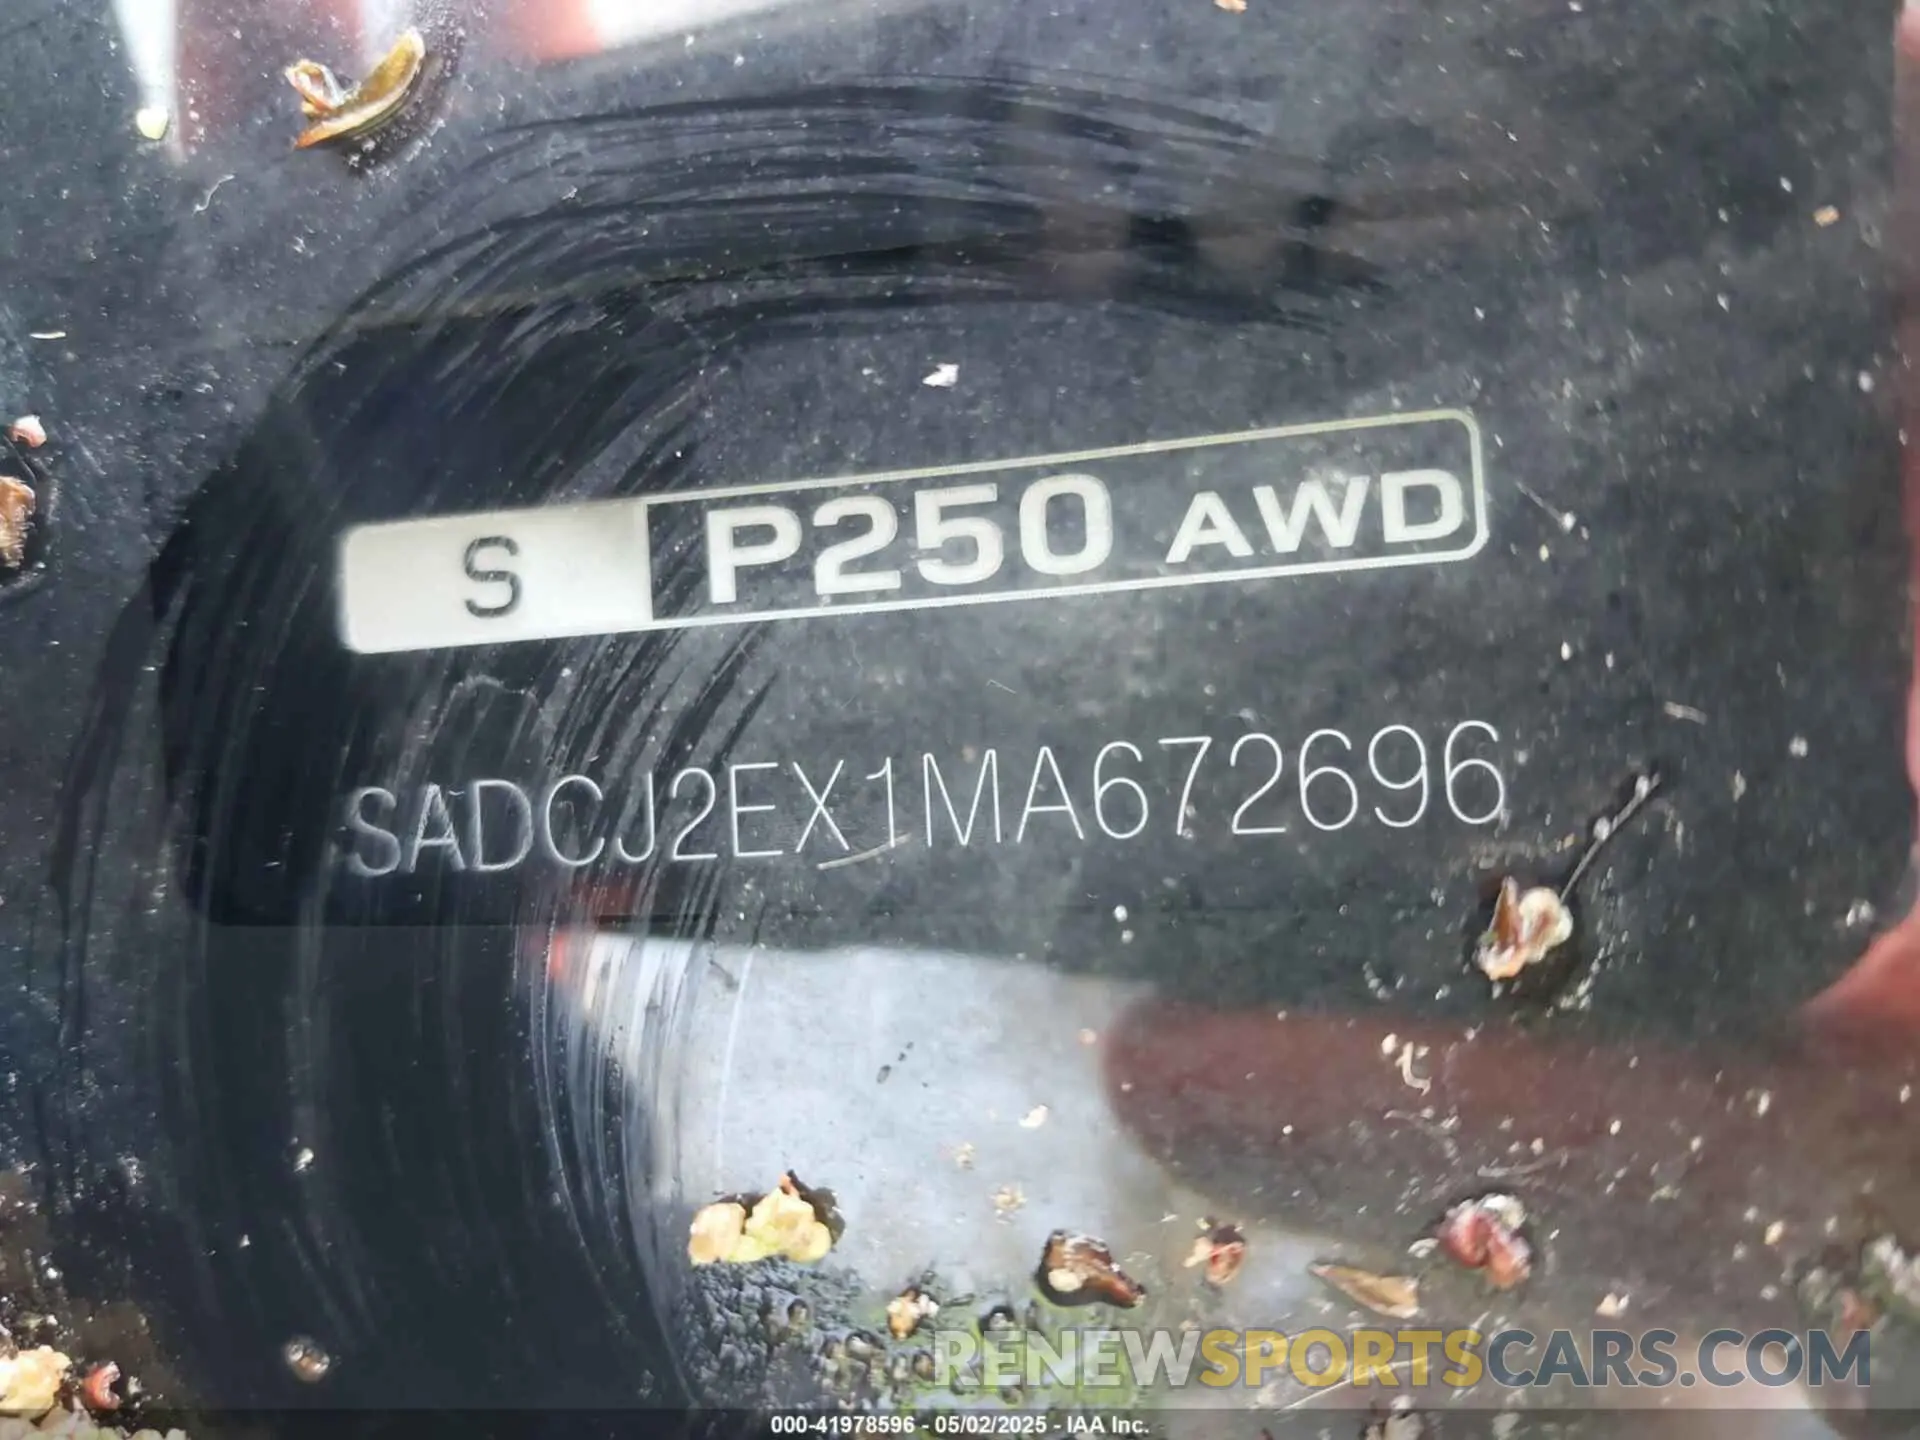 S P250 AWD
SADCJ2EX1MA672696
RENEWSPORTSCARS.COM
000-41978596 - 05/02/2025 - IAA Inc.